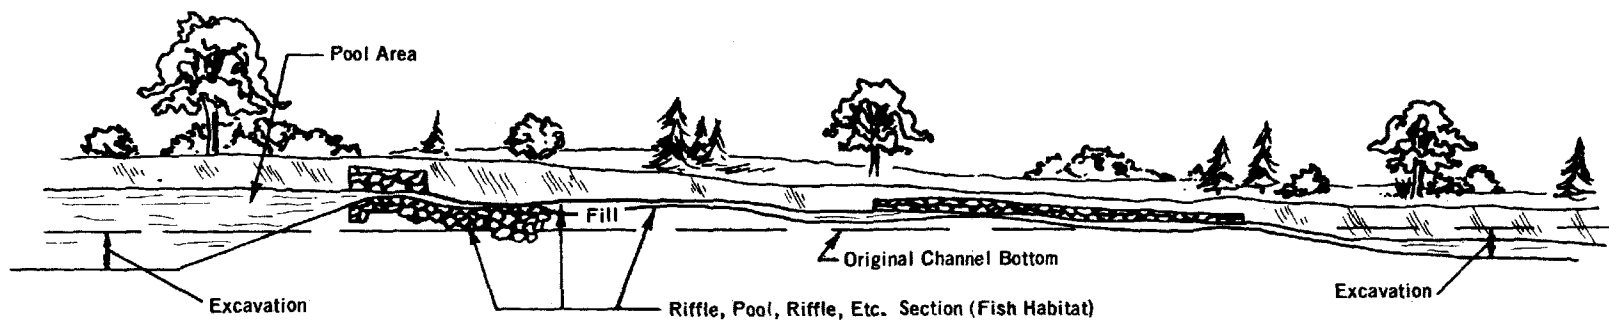 Pool Area
Fill
Original Channel Bottom
Excavation
Excavation
Riffle, Pool, Riffle, Etc. Section (Fish Habitat)